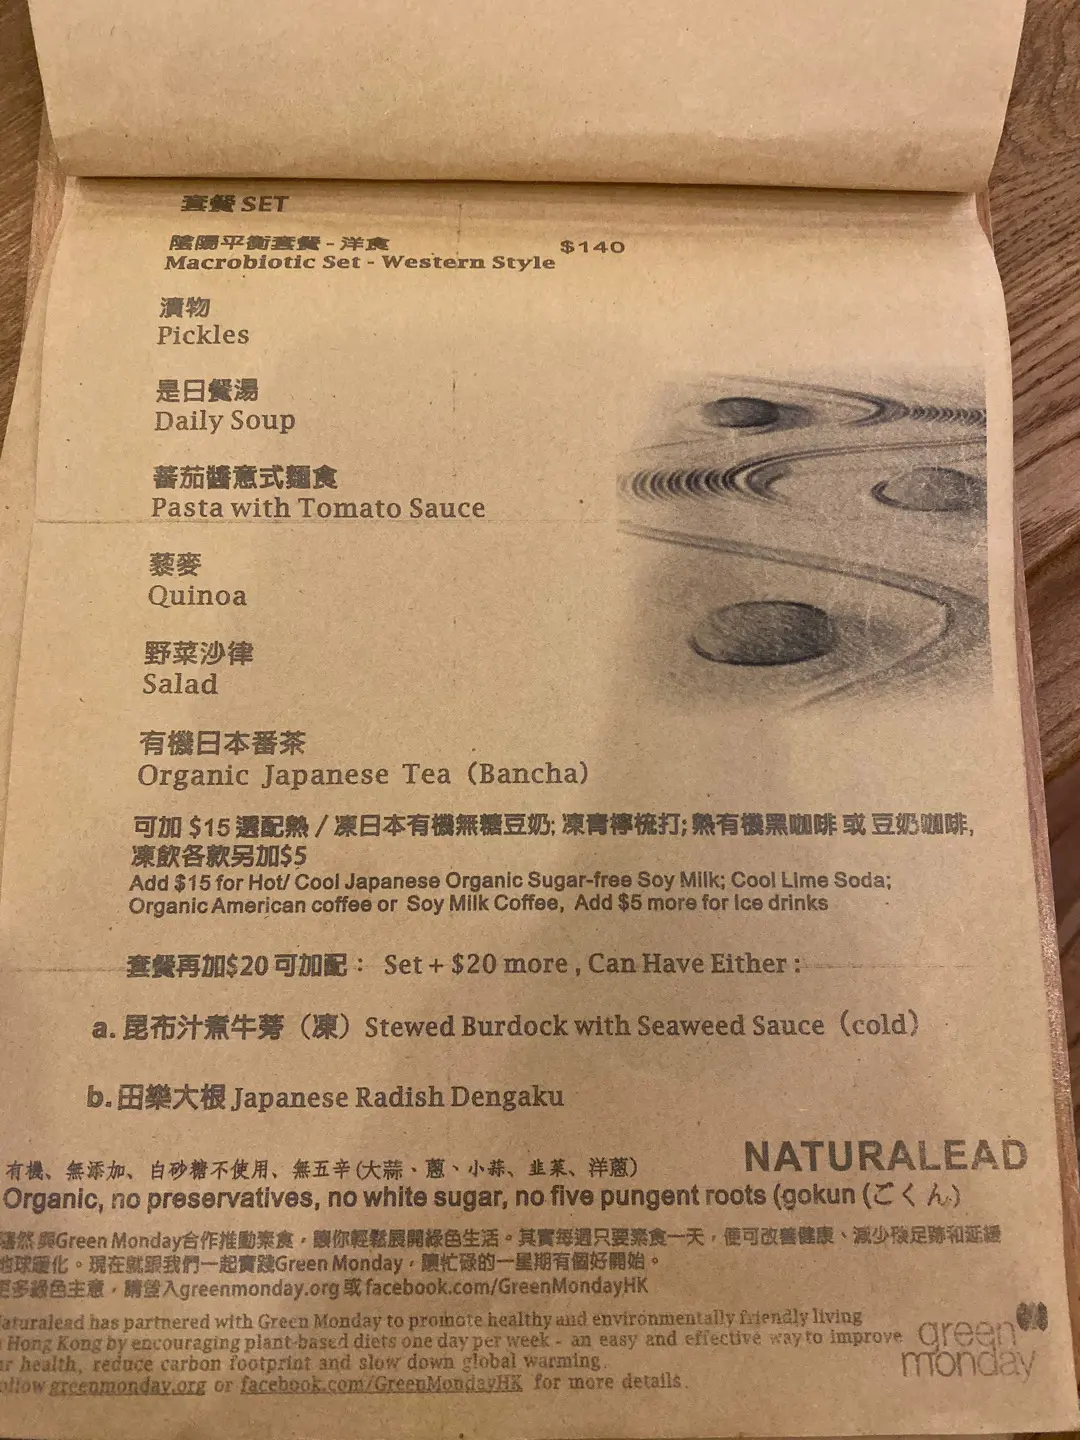 套餐 SET
陰陽平衡套餐 - 洋食 $140
Macrobiotic Set - Western Style
漬物
Pickles
是日餐湯
Daily Soup
蕃茄醬意式麵食
Pasta with Tomato Sauce
藜麥
Quinoa
野菜沙律
Salad
有機日本番茶
Organic Japanese Tea (Bancha)
可加 $15 選配熱 / 凍日本有機無糖豆奶; 凍青檸梳打; 熱有機黑咖啡 或 豆奶咖啡,
凍飲各款另加$5
Add $15 for Hot/ Cool Japanese Organic Sugar-free Soy Milk; Cool Lime Soda;
Organic American coffee or Soy Milk Coffee, Add $5 more for Ice drinks
套餐再加$20 可加配： Set + $20 more , Can Have Either :
a. 昆布汁煮牛蒡（凍）Stewed Burdock with Seaweed Sauce（cold）
b. 田樂大根 Japanese Radish Dengaku
NATURALEAD
有機、無添加、白砂糖不使用、無五辛 (大蒜、蔥、小蒜、韭菜、洋蔥)
Organic, no preservatives, no white sugar, no five pungent roots (gokun (ごくん)
然 與Green Monday合作推動素食，讓你輕鬆展開綠色生活。其實每週只要素食一天，便可改善健康、減少碳足跡和延緩
地球暖化。現在就跟我們一起實踐Green Monday，讓忙碌的一星期有個好開始。
更多綠色主意，請登入greenmonday.org 或 facebook.com/GreenMondayHK
Naturalead has partnered with Green Monday to promote healthy and environmentally friendly living
Hong Kong by encouraging plant-based diets one day per week - an easy and effective way to improve
health, reduce carbon footprint and slow down global warming.
greenmonday.org or facebook.com/GreenMondayHK for more details.
green
monday